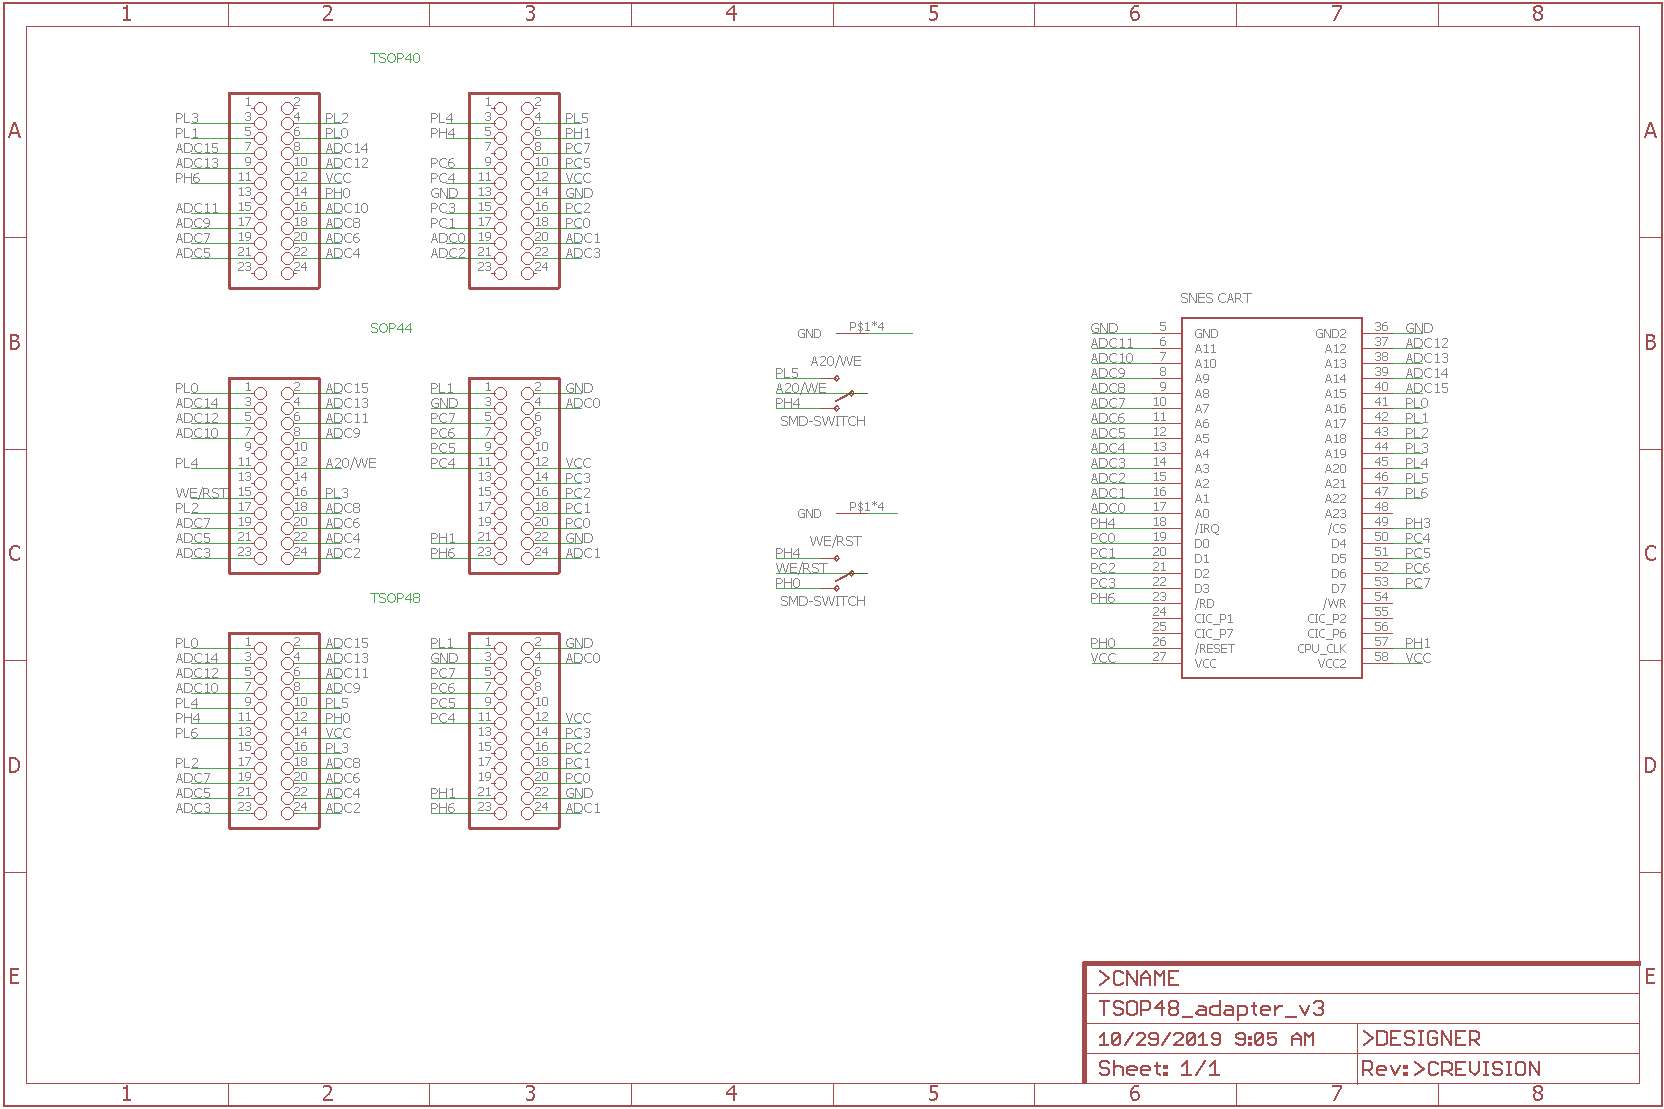 1 2 3 4 5 6 7 8
A A
B B
C C
D D
E E
TSOP40
1 2 1 2
PL3 3 4 PL2 PL4 3 4 PL5
PL1 5 6 PL0 PH4 5 6 PH1
ADC15 7 8 ADC14 7 8 PC7
ADC13 9 10 ADC12 PC6 9 10 PC5
PH6 11 12 VCC PC4 11 12 VCC
13 14 PH0 GND 13 14 GND
ADC11 15 16 ADC10 PC3 15 16 PC2
ADC9 17 18 ADC8 PC1 17 18 PC0
ADC7 19 20 ADC6 ADC0 19 20 ADC1
ADC5 21 22 ADC4 ADC2 21 22 ADC3
23 24 23 24
SOP44
PL0 1 2 ADC15 PL1 1 2 GND
ADC14 3 4 ADC13 GND 3 4 ADC0
ADC12 5 6 ADC11 PC7 5 6
ADC10 7 8 ADC9 PC6 7 8
9 10 PC5 9 10
PL4 11 12 A20/WE PC4 11 12 VCC
13 14 13 14 PC3
WE/RST 15 16 PL3 15 16 PC2
PL2 17 18 ADC8 17 18 PC1
ADC7 19 20 ADC6 19 20 PC0
ADC5 21 22 ADC4 PH1 21 22 GND
ADC3 23 24 ADC2 PH6 23 24 ADC1
TSOP48
PL0 1 2 ADC15 PL1 1 2 GND
ADC14 3 4 ADC13 GND 3 4 ADC0
ADC12 5 6 ADC11 PC7 5 6
ADC10 7 8 ADC9 PC6 7 8
PL4 9 10 PL5 PC5 9 10
PH4 11 12 PH0 PC4 11 12 VCC
PL6 13 14 VCC 13 14 PC3
15 16 PL3 15 16 PC2
PL2 17 18 ADC8 17 18 PC1
ADC7 19 20 ADC6 19 20 PC0
ADC5 21 22 ADC4 PH1 21 22 GND
ADC3 23 24 ADC2 PH6 23 24 ADC1
GND P$1*4
A20/WE
PL5
A20/WE
PH4
SMD-SWITCH
GND P$1*4
WE/RST
PH4
WE/RST
PH0
SMD-SWITCH
SNES CART
GND 5 GND GND2 36 GND
ADC11 6 A11 A12 37 ADC12
ADC10 7 A10 A13 38 ADC13
ADC9 8 A9 A14 39 ADC14
ADC8 9 A8 A15 40 ADC15
ADC7 10 A7 A16 41 PL0
ADC6 11 A6 A17 42 PL1
ADC5 12 A5 A18 43 PL2
ADC4 13 A4 A19 44 PL3
ADC3 14 A3 A20 45 PL4
ADC2 15 A2 A21 46 PL5
ADC1 16 A1 A22 47 PL6
ADC0 17 A0 A23 48
PH4 18 /IRQ /CS 49 PH3
PC0 19 D0 D4 50 PC4
PC1 20 D1 D5 51 PC5
PC2 21 D2 D6 52 PC6
PC3 22 D3 D7 53 PC7
PH6 23 /RD /WR 54
24 CIC_P1 CIC_P2 55
25 CIC_P7 CIC_P6 56
PH0 26 /RESET CPU_CLK 57 PH1
VCC 27 VCC VCC2 58 VCC
>CNAME
TSOP48_adapter_v3
10/29/2019 9:05 AM >DESIGNER
Sheet: 1/1 Rev:>CREVISION
1 2 3 4 5 6 7 8